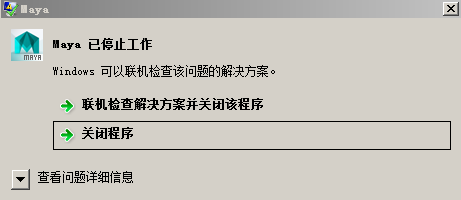 Maya
MAYA
Maya 已停止工作
Windows 可以联机检查该问题的解决方案。
联机检查解决方案并关闭该程序
关闭程序
查看问题详细信息